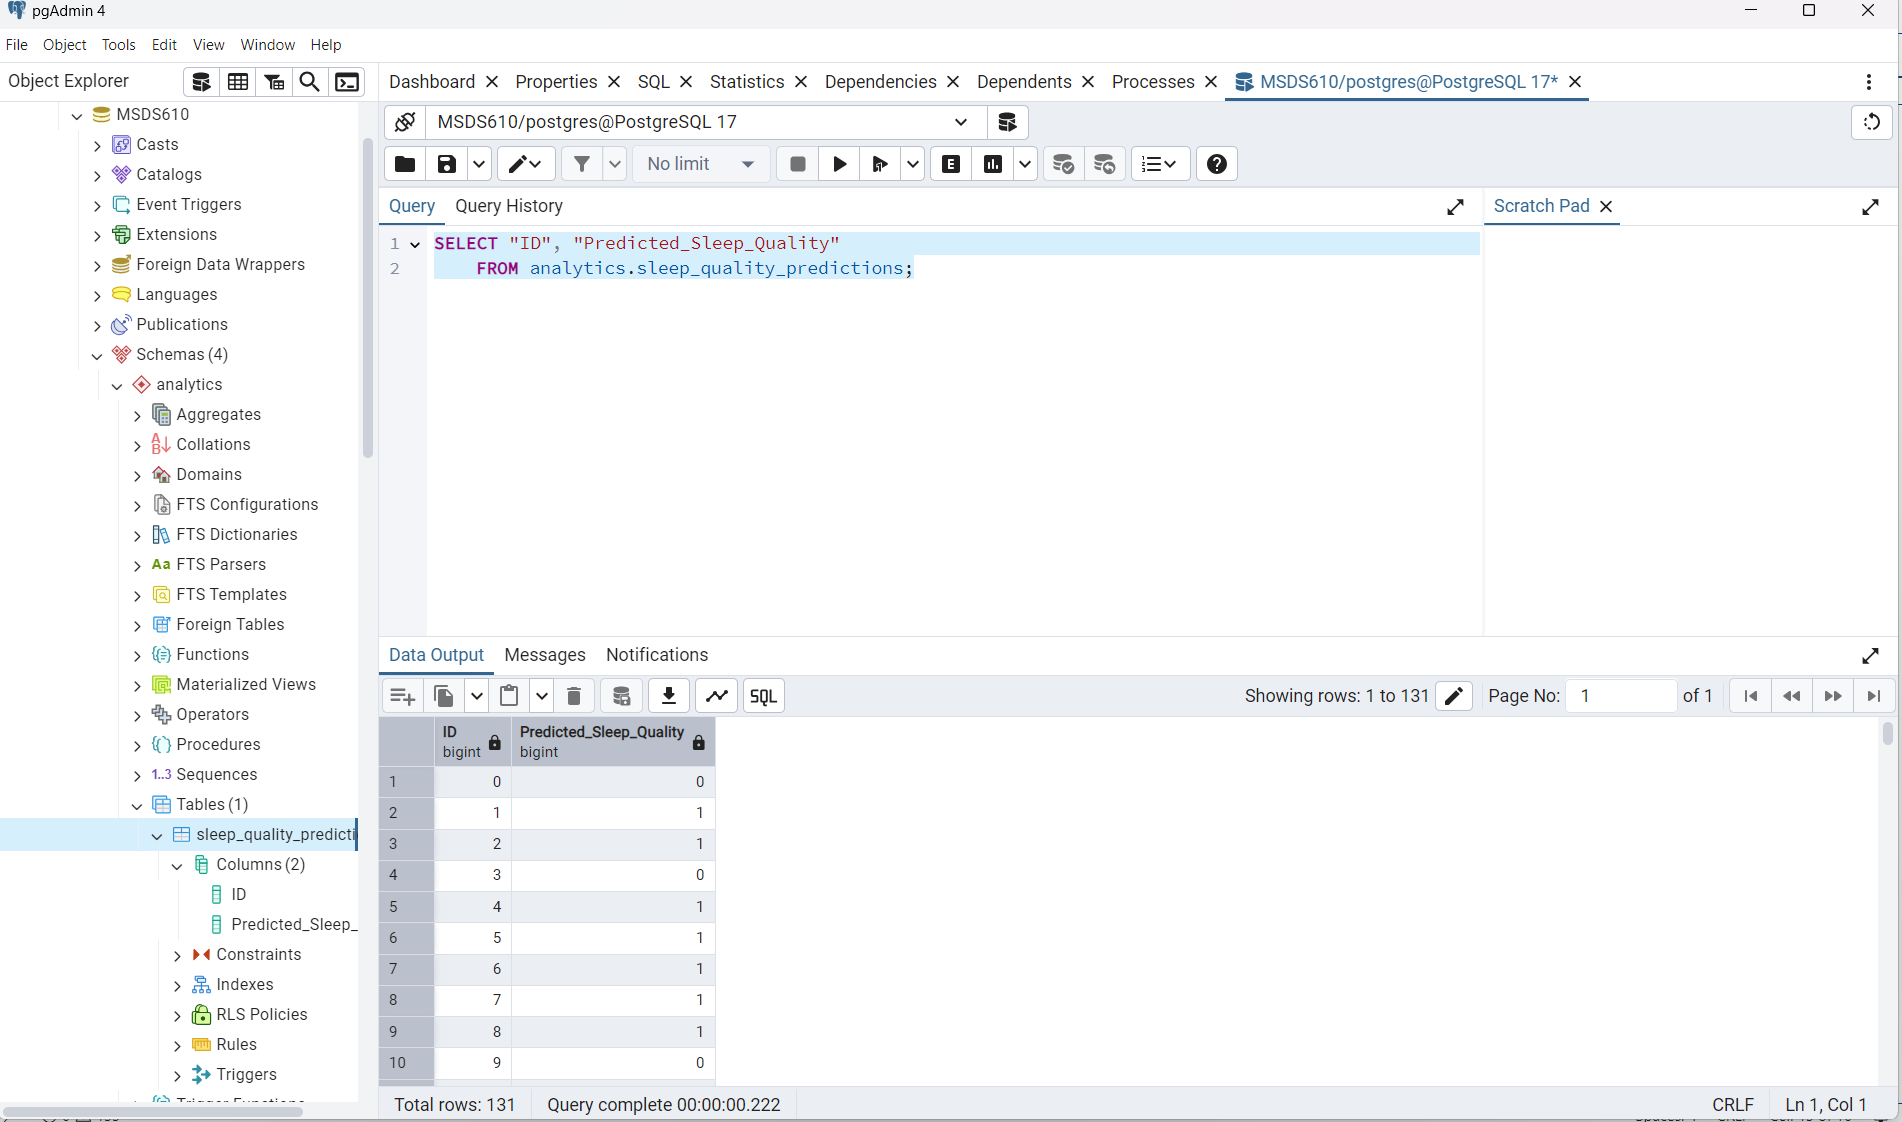 pgAdmin 4
File Object Tools Edit View Window Help
Object Explorer
Dashboard Properties SQL Statistics Dependencies Dependents Processes MSDS610/postgres@PostgreSQL 17*
MSDS610/postgres@PostgreSQL 17
No limit
E
Query Query History
Scratch Pad
1 SELECT "ID", "Predicted_Sleep_Quality"
2 FROM analytics.sleep_quality_predictions;
MSDS610
Casts
Catalogs
Event Triggers
Extensions
Foreign Data Wrappers
Languages
Publications
Schemas (4)
analytics
Aggregates
Collations
Domains
FTS Configurations
FTS Dictionaries
Aa FTS Parsers
FTS Templates
Foreign Tables
Functions
Materialized Views
Operators
Procedures
1..3 Sequences
Tables (1)
sleep_quality_predicti
Columns (2)
ID
Predicted_Sleep_
Constraints
Indexes
RLS Policies
Rules
Triggers
Data Output Messages Notifications
SQL
Showing rows: 1 to 131 Page No: 1 of 1
ID Predicted_Sleep_Quality
bigint bigint
1 0 0
2 1 1
3 2 1
4 3 0
5 4 1
6 5 1
7 6 1
8 7 1
9 8 1
10 9 0
Total rows: 131 Query complete 00:00:00.222 CRLF Ln 1, Col 1